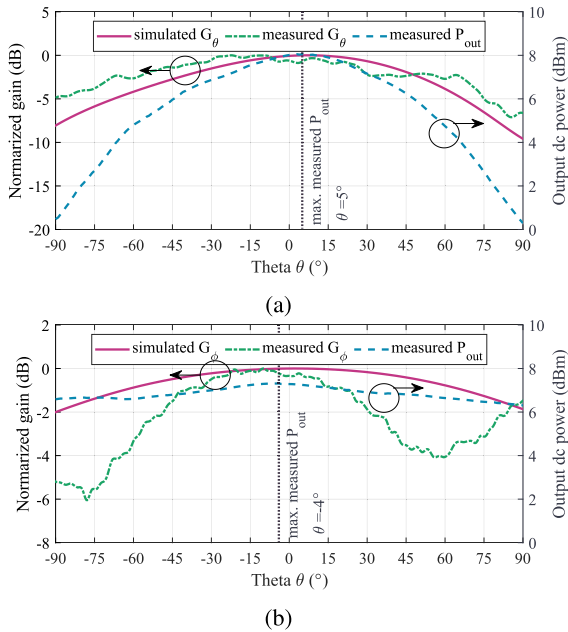 simulated Gθ measured Gθ measured Pout
5
0
-5
-10
-15
-20
Normarized gain (dB)
10
8
6
4
2
0
Output dc power (dBm)
max. measured Pout
θ =5°
-90 -75 -60 -45 -30 -15 0 15 30 45 60 75 90
Theta θ (°)
(a)
simulated Gϕ measured Gϕ measured Pout
2
0
-2
-4
-6
-8
Normarized gain (dB)
10
8
6
4
2
0
Output dc power (dBm)
max. measured Pout
θ =-4°
-90 -75 -60 -45 -30 -15 0 15 30 45 60 75 90
Theta θ (°)
(b)